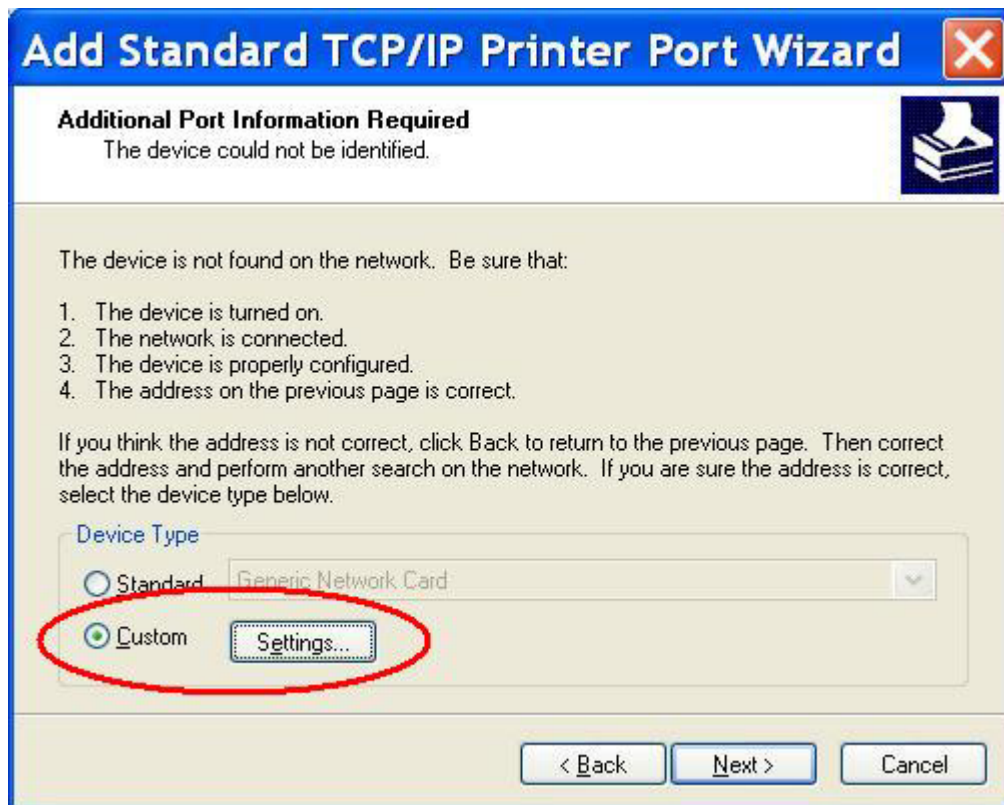 Add Standard TCP/IP Printer Port Wizard
Additional Port Information Required
The device could not be identified.
The device is not found on the network. Be sure that:
1. The device is turned on.
2. The network is connected.
3. The device is properly configured.
4. The address on the previous page is correct.
If you think the address is not correct, click Back to return to the previous page. Then correct
the address and perform another search on the network. If you are sure the address is correct,
select the device type below.
Device Type
Standard Generic Network Card
Custom Settings...
< Back Next > Cancel